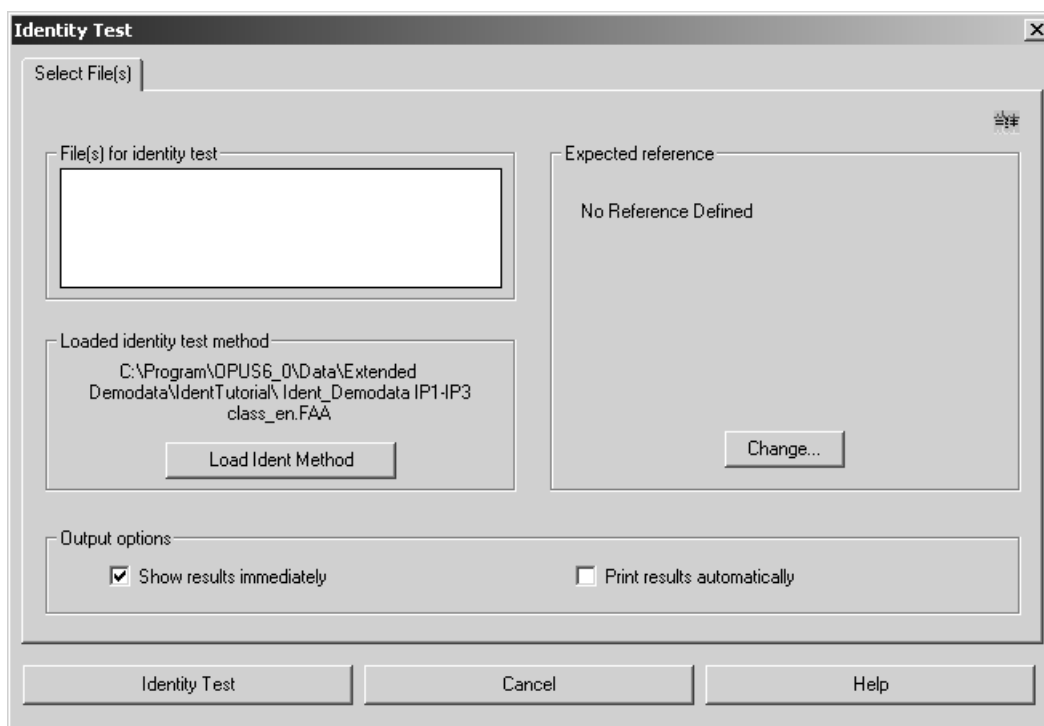 Identity Test
Select File(s)
File(s) for identity test
Expected reference
No Reference Defined
Loaded identity test method
C:\Program\OPUS6_0\Data\Extended
Demodata\IdentTutorial\ Ident_Demodata IP1-IP3
class_en.FAA
Load Ident Method
Change...
Output options
Show results immediately
Print results automatically
Identity Test
Cancel
Help